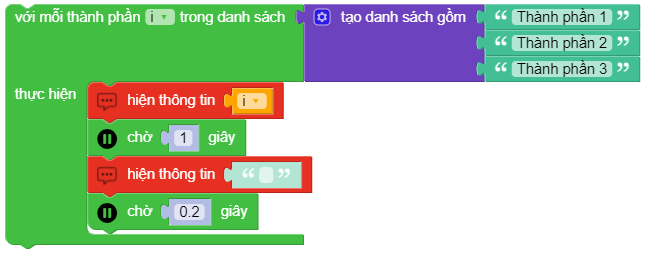 với mỗi thành phần i trong danh sách tạo danh sách gồm “ Thành phần 1 ”
“ Thành phần 2 ”
“ Thành phần 3 ”
thực hiện hiện thông tin i
chờ 1 giây
hiện thông tin “ ”
chờ 0.2 giây